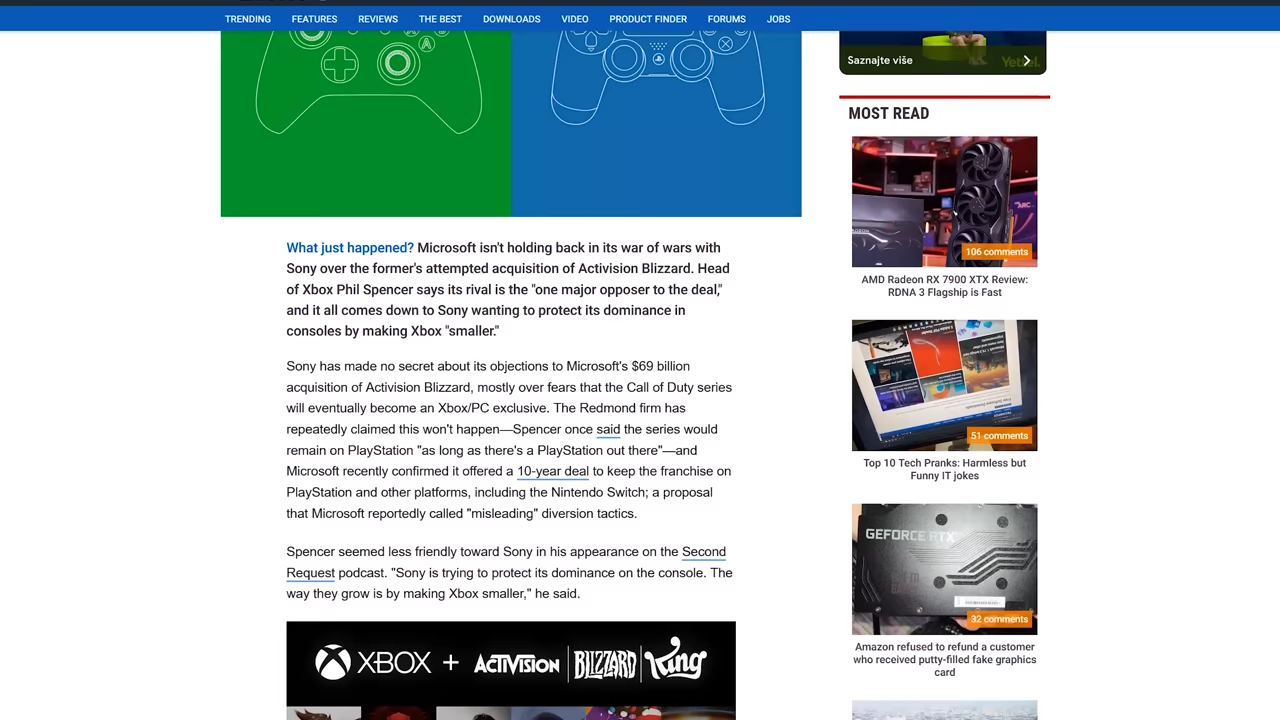 TRENDING FEATURES REVIEWS THE BEST DOWNLOADS VIDEO PRODUCT FINDER FORUMS JOBS
A
What just happened? Microsoft isn't holding back in its war of wars with
Sony over the former's attempted acquisition of Activision Blizzard. Head
of Xbox Phil Spencer says its rival is the "one major opposer to the deal,"
and it all comes down to Sony wanting to protect its dominance in
consoles by making Xbox "smaller."
Sony has made no secret about its objections to Microsoft's $69 billion
acquisition of Activision Blizzard, mostly over fears that the Call of Duty series
will eventually become an Xbox/PC exclusive. The Redmond firm has
repeatedly claimed this won't happen—Spencer once said the series would
remain on PlayStation "as long as there's a PlayStation out there"—and
Microsoft recently confirmed it offered a 10-year deal to keep the franchise on
PlayStation and other platforms, including the Nintendo Switch; a proposal
that Microsoft reportedly called "misleading" diversion tactics.
Spencer seemed less friendly toward Sony in his appearance on the Second
Request podcast. "Sony is trying to protect its dominance on the console. The
way they grow is by making Xbox smaller," he said.
XBOX + ACTIVISION BLIZZARD King
Saznajte više
Yettel.
MOST READ
106 comments
AMD Radeon RX 7900 XTX Review:
RDNA 3 Flagship is Fast
51 comments
Top 10 Tech Pranks: Harmless but
Funny IT jokes
GEFORCE RTX
32 comments
Amazon refused to refund a customer
who received putty-filled fake graphics
card